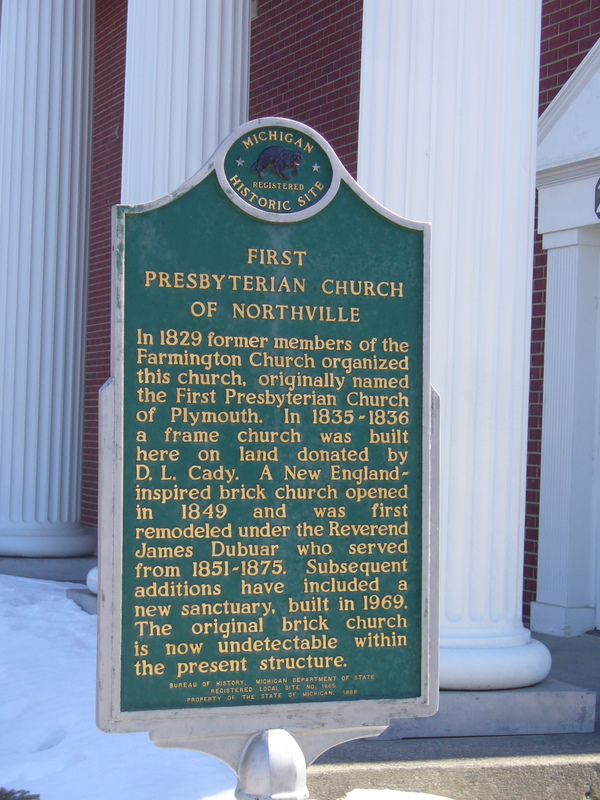 MICHIGAN
REGISTERED
HISTORIC SITE
FIRST
PRESBYTERIAN CHURCH
OF NORTHVILLE
In 1829 former members of the
Farmington Church organized
this church, originally named
the First Presbyterian Church
of Plymouth. In 1835-1836
a frame church was built
here on land donated by
D. L. Cady. A New England-
inspired brick church opened
in 1849 and was first
remodeled under the Reverend
James Dubuar who served
from 1851-1875. Subsequent
additions have included a
new sanctuary, built in 1969.
The original brick church
is now undetectable within
the present structure.
BUREAU OF HISTORY, MICHIGAN DEPARTMENT OF STATE
REGISTERED LOCAL SITE NO.
PROPERTY OF THE STATE OF MICHIGAN,